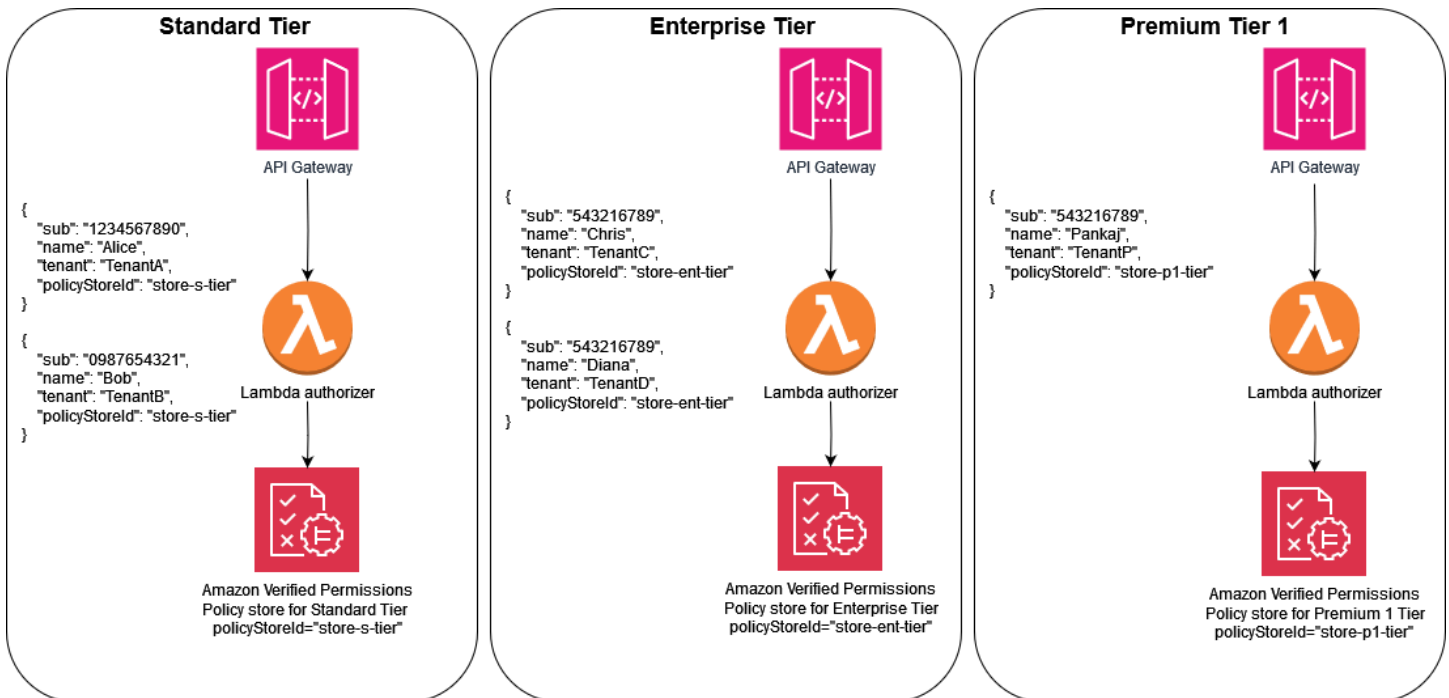 Standard Tier
API Gateway
{
"sub": "1234567890",
"name": "Alice",
"tenant": "TenantA",
"policyStoreId": "store-s-tier"
}
{
"sub": "0987654321",
"name": "Bob",
"tenant": "TenantB",
"policyStoreId": "store-s-tier"
}
Lambda authorizer
Amazon Verified Permissions
Policy store for Standard Tier
policyStoreId="store-s-tier"
Enterprise Tier
API Gateway
{
"sub": "543216789",
"name": "Chris",
"tenant": "TenantC",
"policyStoreId": "store-ent-tier"
}
{
"sub": "543216789",
"name": "Diana",
"tenant": "TenantD",
"policyStoreId": "store-ent-tier"
}
Lambda authorizer
Amazon Verified Permissions
Policy store for Enterprise Tier
policyStoreId="store-ent-tier"
Premium Tier 1
API Gateway
{
"sub": "543216789",
"name": "Pankaj",
"tenant": "TenantP",
"policyStoreId": "store-p1-tier"
}
Lambda authorizer
Amazon Verified Permissions
Policy store for Premium 1 Tier
policyStoreId="store-p1-tier"